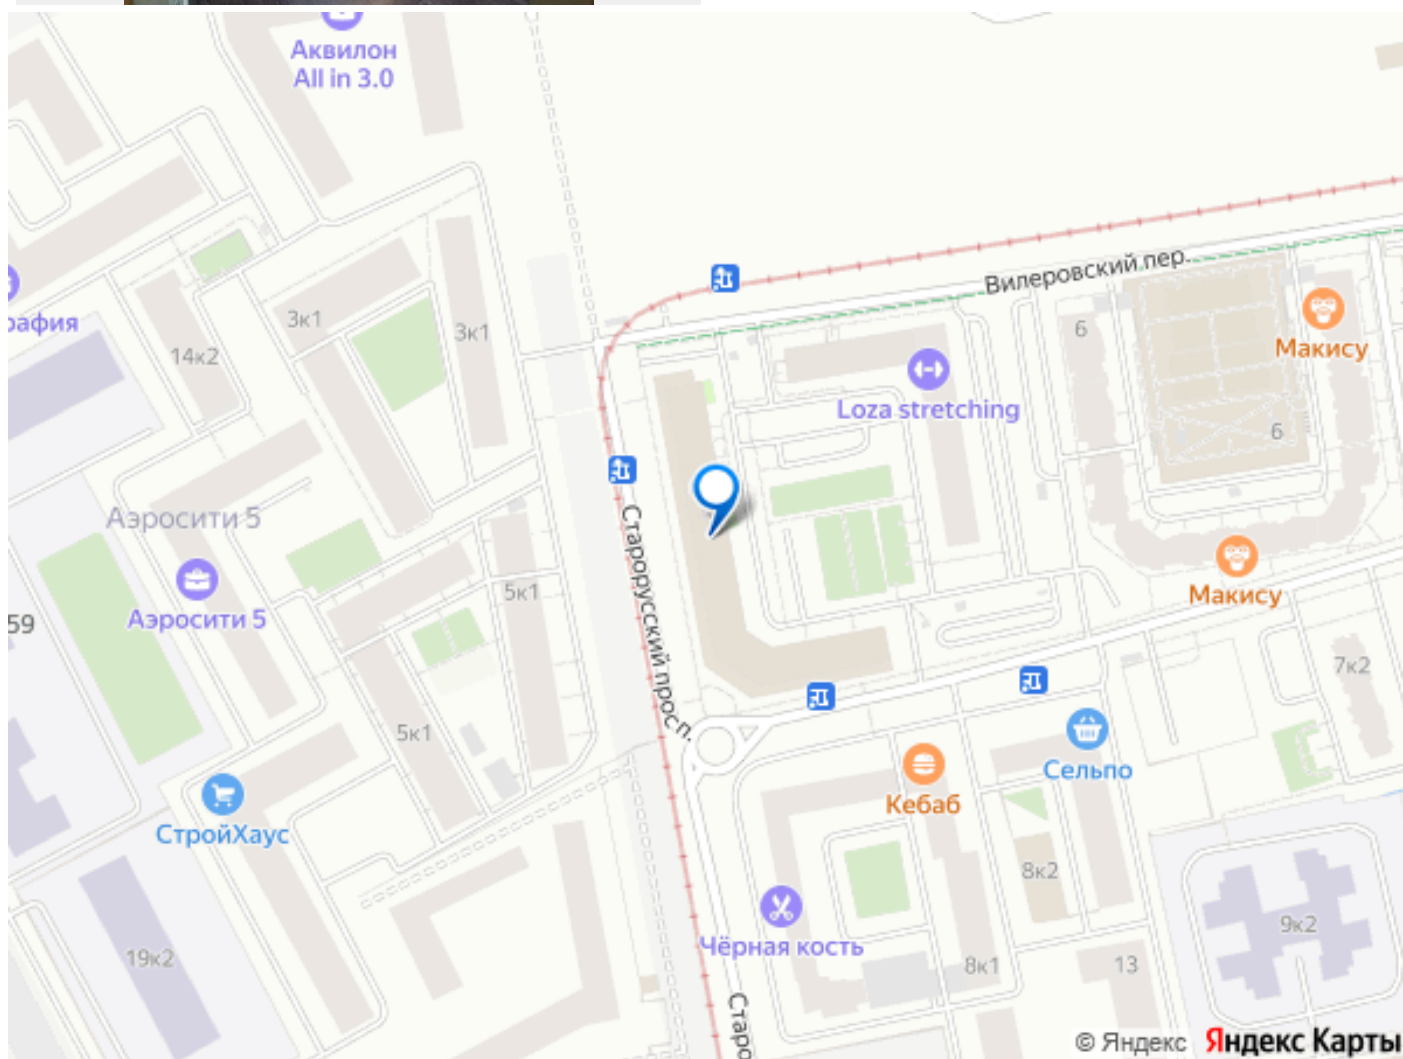 Аквилон
All in 3.0
Вилеровский пер.
рафия
3к1
3к1
14к2
6
Макису
Loza stretching
6
Аэросити 5
Старорусский просп.
Аэросити 5
59
5к1
Макису
7к2
5к1
Сельпо
Кебаб
СтройХаус
8к2
Чёрная кость
9к2
19к2
8к1
13
Старо
© Яндекс Яндекс Карты